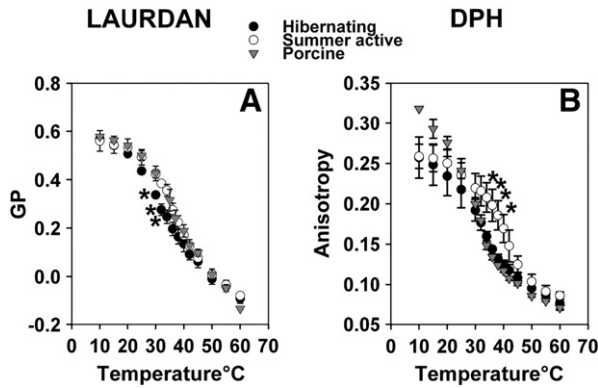 LAURDAN DPH
Hibernating
Summer active
Porcine
A
B
GP
0.8
0.6
0.4
0.2
0.0
-0.2
0 10 20 30 40 50 60 70
Temperature°C
***
Anisotropy
0.35
0.30
0.25
0.20
0.15
0.10
0.05
0 10 20 30 40 50 60 70
Temperature°C
****